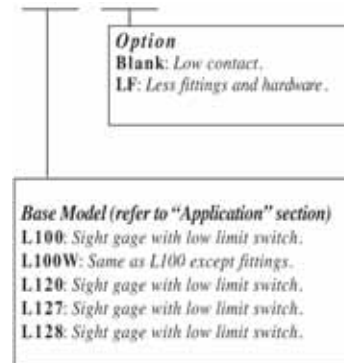 Option
Blank: Low contact.
LF: Less fittings and hardware.
Base Model (refer to “Application” section)
L100: Sight gage with low limit switch.
L100W: Same as L100 except fittings.
L120: Sight gage with low limit switch.
L127: Sight gage with low limit switch.
L128: Sight gage with low limit switch.